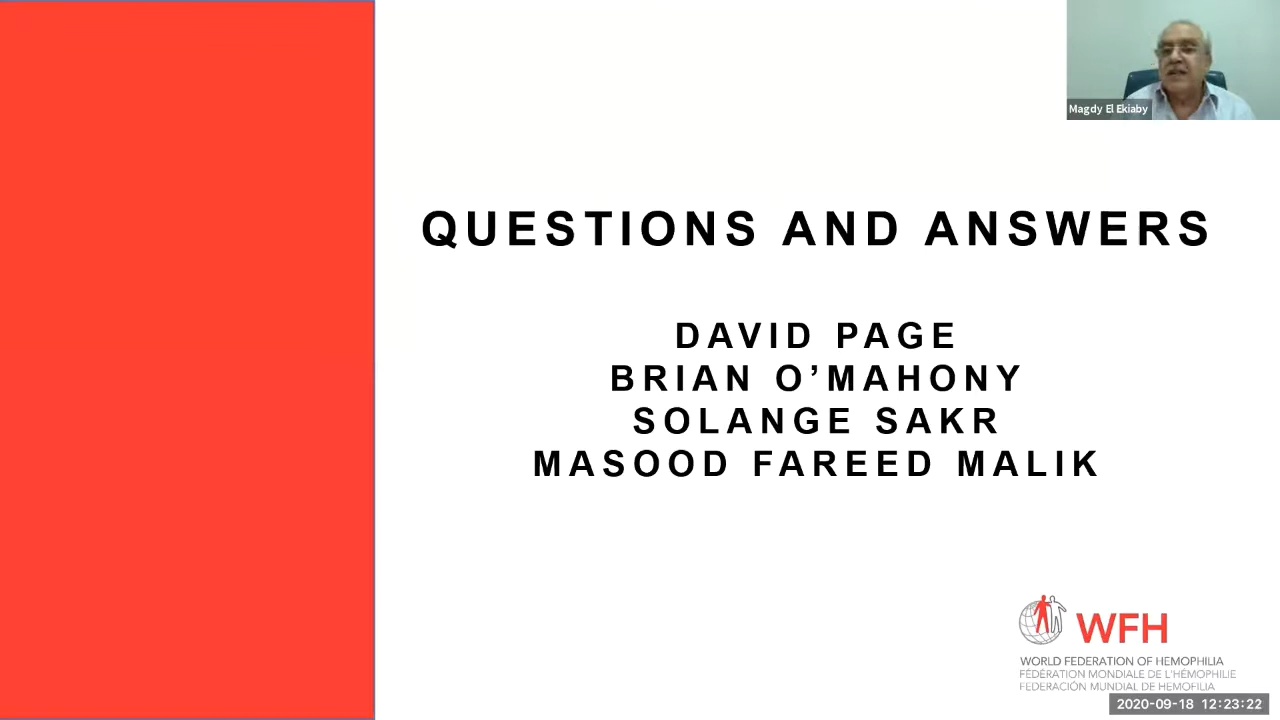 Magdy El Ekiaby
QUESTIONS AND ANSWERS
DAVID PAGE
BRIAN O’MAHONY
SOLANGE SAKR
MASOOD FAREED MALIK
WFH
WORLD FEDERATION OF HEMOPHILIA
FÉDÉRATION MONDIALE DE L'HÉMOPHILIE
FEDERACIÓN MUNDIAL DE HEMOFILIA
2020-09-18 12:23:22